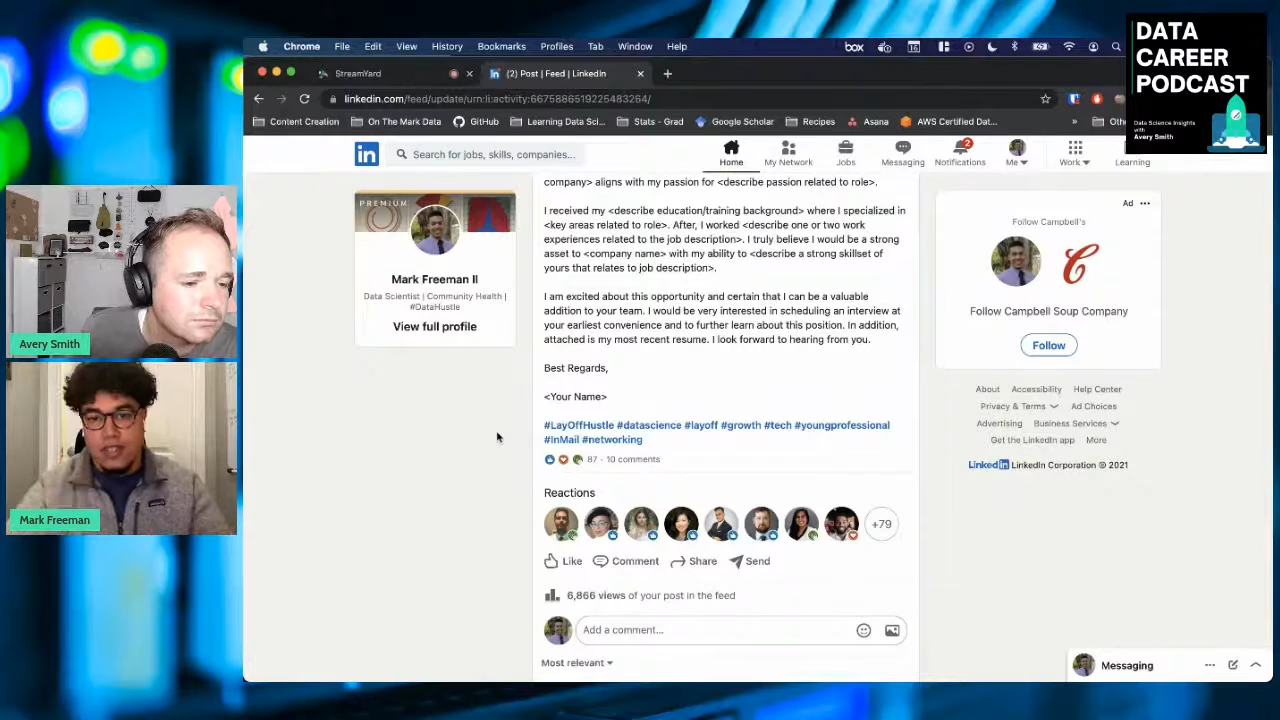 DATA
CAREER
PODCAST
Data Science Insights
with
Avery Smith
Chrome File Edit View History Bookmarks Profiles Tab Window Help
box
16
StreamYard
(2) Post | Feed | LinkedIn
linkedin.com/feed/update/urn:li:activity:6675886519225483264/
Content Creation On The Mark Data GitHub Learning Data Sci... Stats - Grad Google Scholar Recipes Asana AWS Certified Dat...
in Search for jobs, skills, companies...
2
Home My Network Jobs Messaging Notifications Me Work Learning
PREMIUM
Mark Freeman II
Data Scientist | Community Health |
#DataHustle
View full profile
company> aligns with my passion for <describe passion related to role>.
I received my <describe education/training background> where I specialized in
<key areas related to role>. After, I worked <describe one or two work
experiences related to the job description>. I truly believe I would be a strong
asset to <company name> with my ability to <describe a strong skillset of
yours that relates to job description>.
I am excited about this opportunity and certain that I can be a valuable
addition to your team. I would be very interested in scheduling an interview at
your earliest convenience and to further learn about this position. In addition,
attached is my most recent resume. I look forward to hearing from you.
Best Regards,
<Your Name>
#LayOffHustle #datascience #layoff #growth #tech #youngprofessional
#InMail #networking
87 · 10 comments
Reactions
+79
Like Comment Share Send
6,866 views of your post in the feed
Add a comment...
Most relevant
Ad
Follow Campbell's
Follow Campbell Soup Company
Follow
About Accessibility Help Center
Privacy & Terms Ad Choices
Advertising Business Services
Get the LinkedIn app More
LinkedIn LinkedIn Corporation © 2021
Messaging
Avery Smith
Mark Freeman